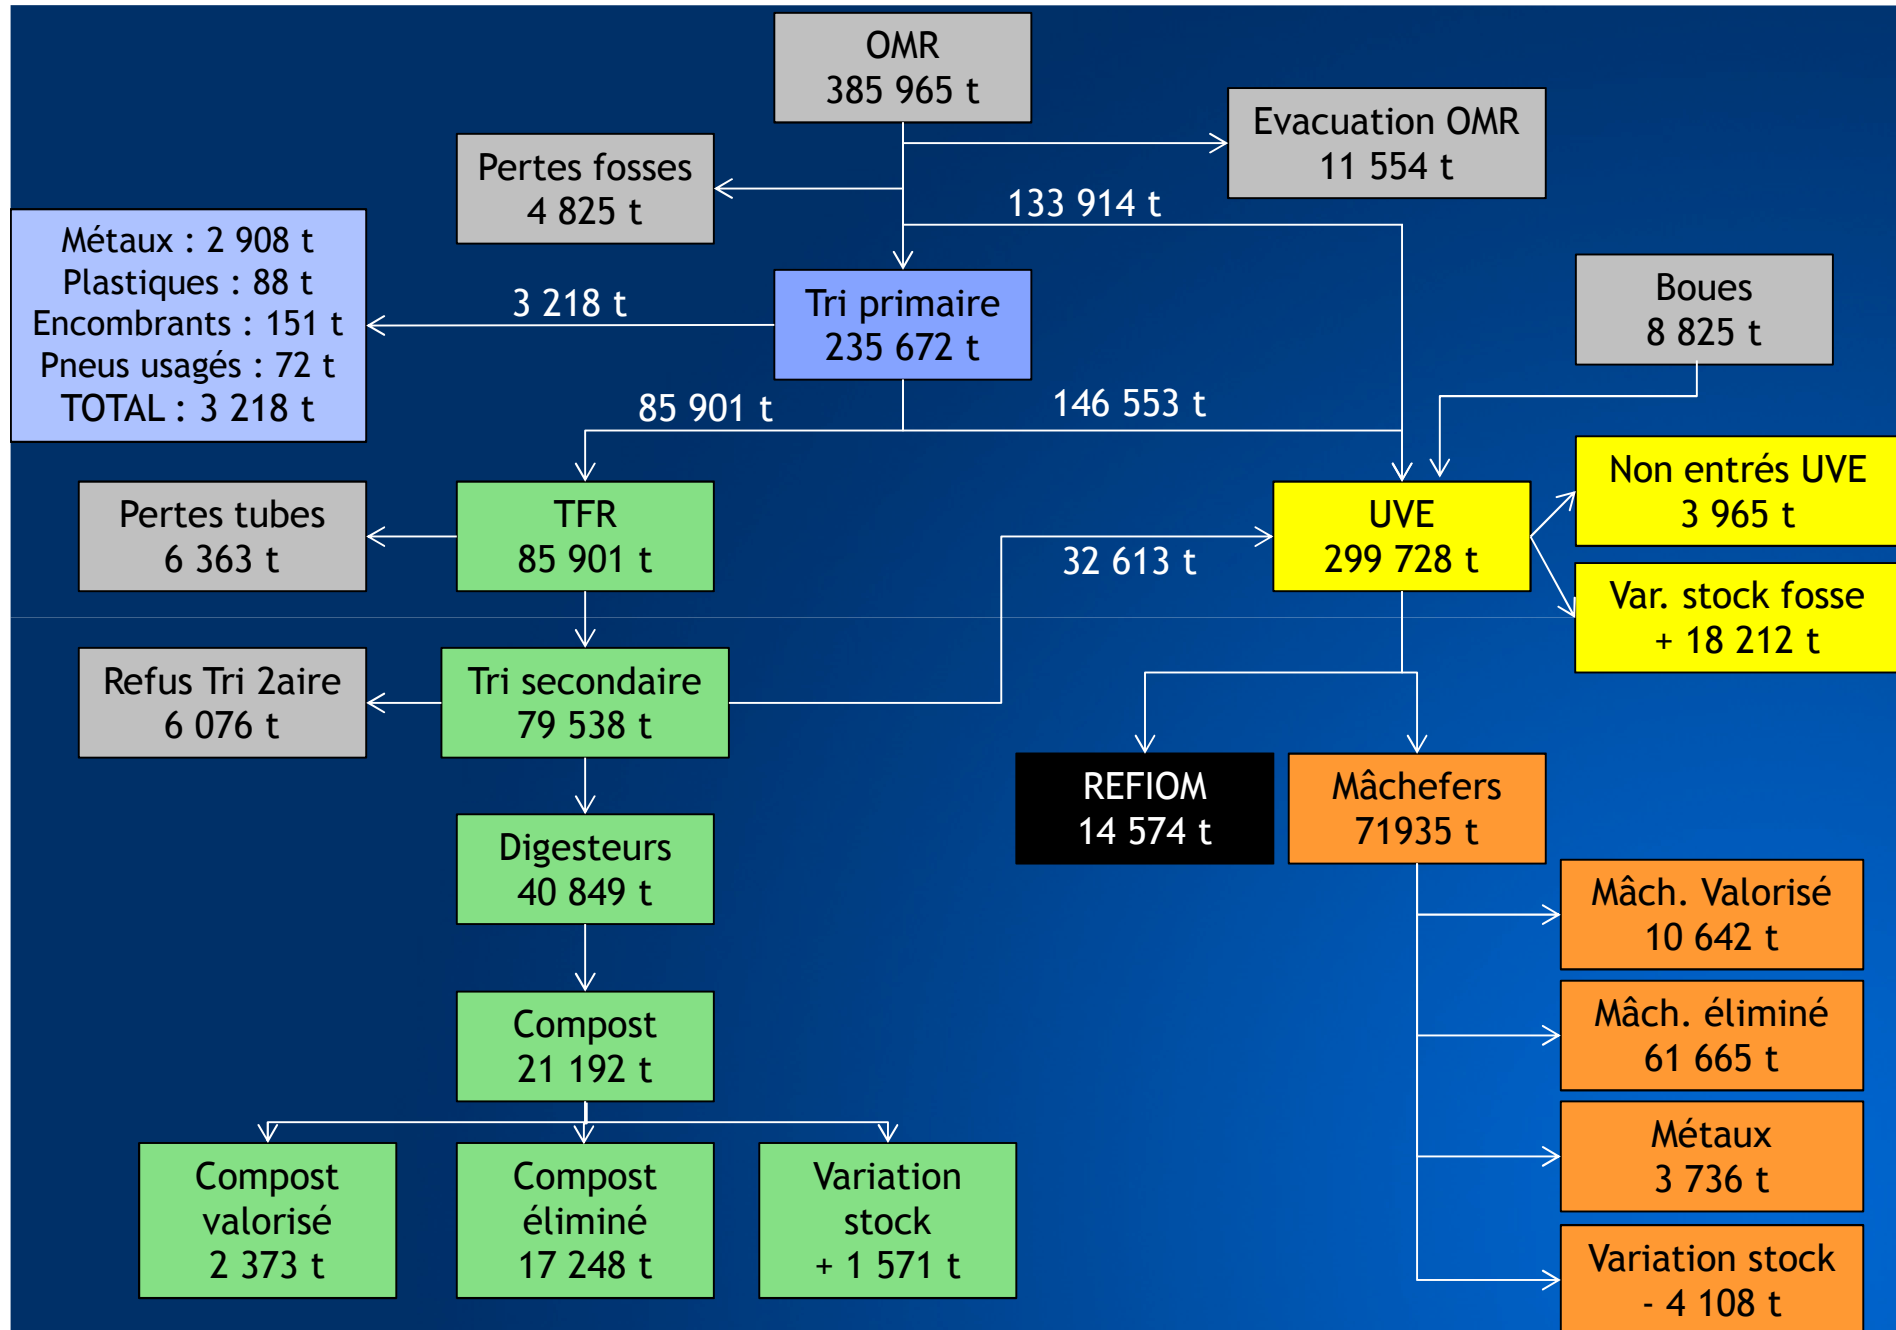 OMR
385 965 t
Evacuation OMR
11 554 t
Pertes fosses
4 825 t
133 914 t
Métaux : 2 908 t
Plastiques : 88 t
Encombrants : 151 t
Pneus usagés : 72 t
TOTAL : 3 218 t
3 218 t
Tri primaire
235 672 t
Boues
8 825 t
85 901 t
146 553 t
Pertes tubes
6 363 t
TFR
85 901 t
32 613 t
UVE
299 728 t
Non entrés UVE
3 965 t
Var. stock fosse
+ 18 212 t
Refus Tri 2aire
6 076 t
Tri secondaire
79 538 t
REFIOM
14 574 t
Mâchefers
71935 t
Digesteurs
40 849 t
Mâch. Valorisé
10 642 t
Mâch. éliminé
61 665 t
Métaux
3 736 t
Variation stock
- 4 108 t
Compost
21 192 t
Compost
valorisé
2 373 t
Compost
éliminé
17 248 t
Variation
stock
+ 1 571 t